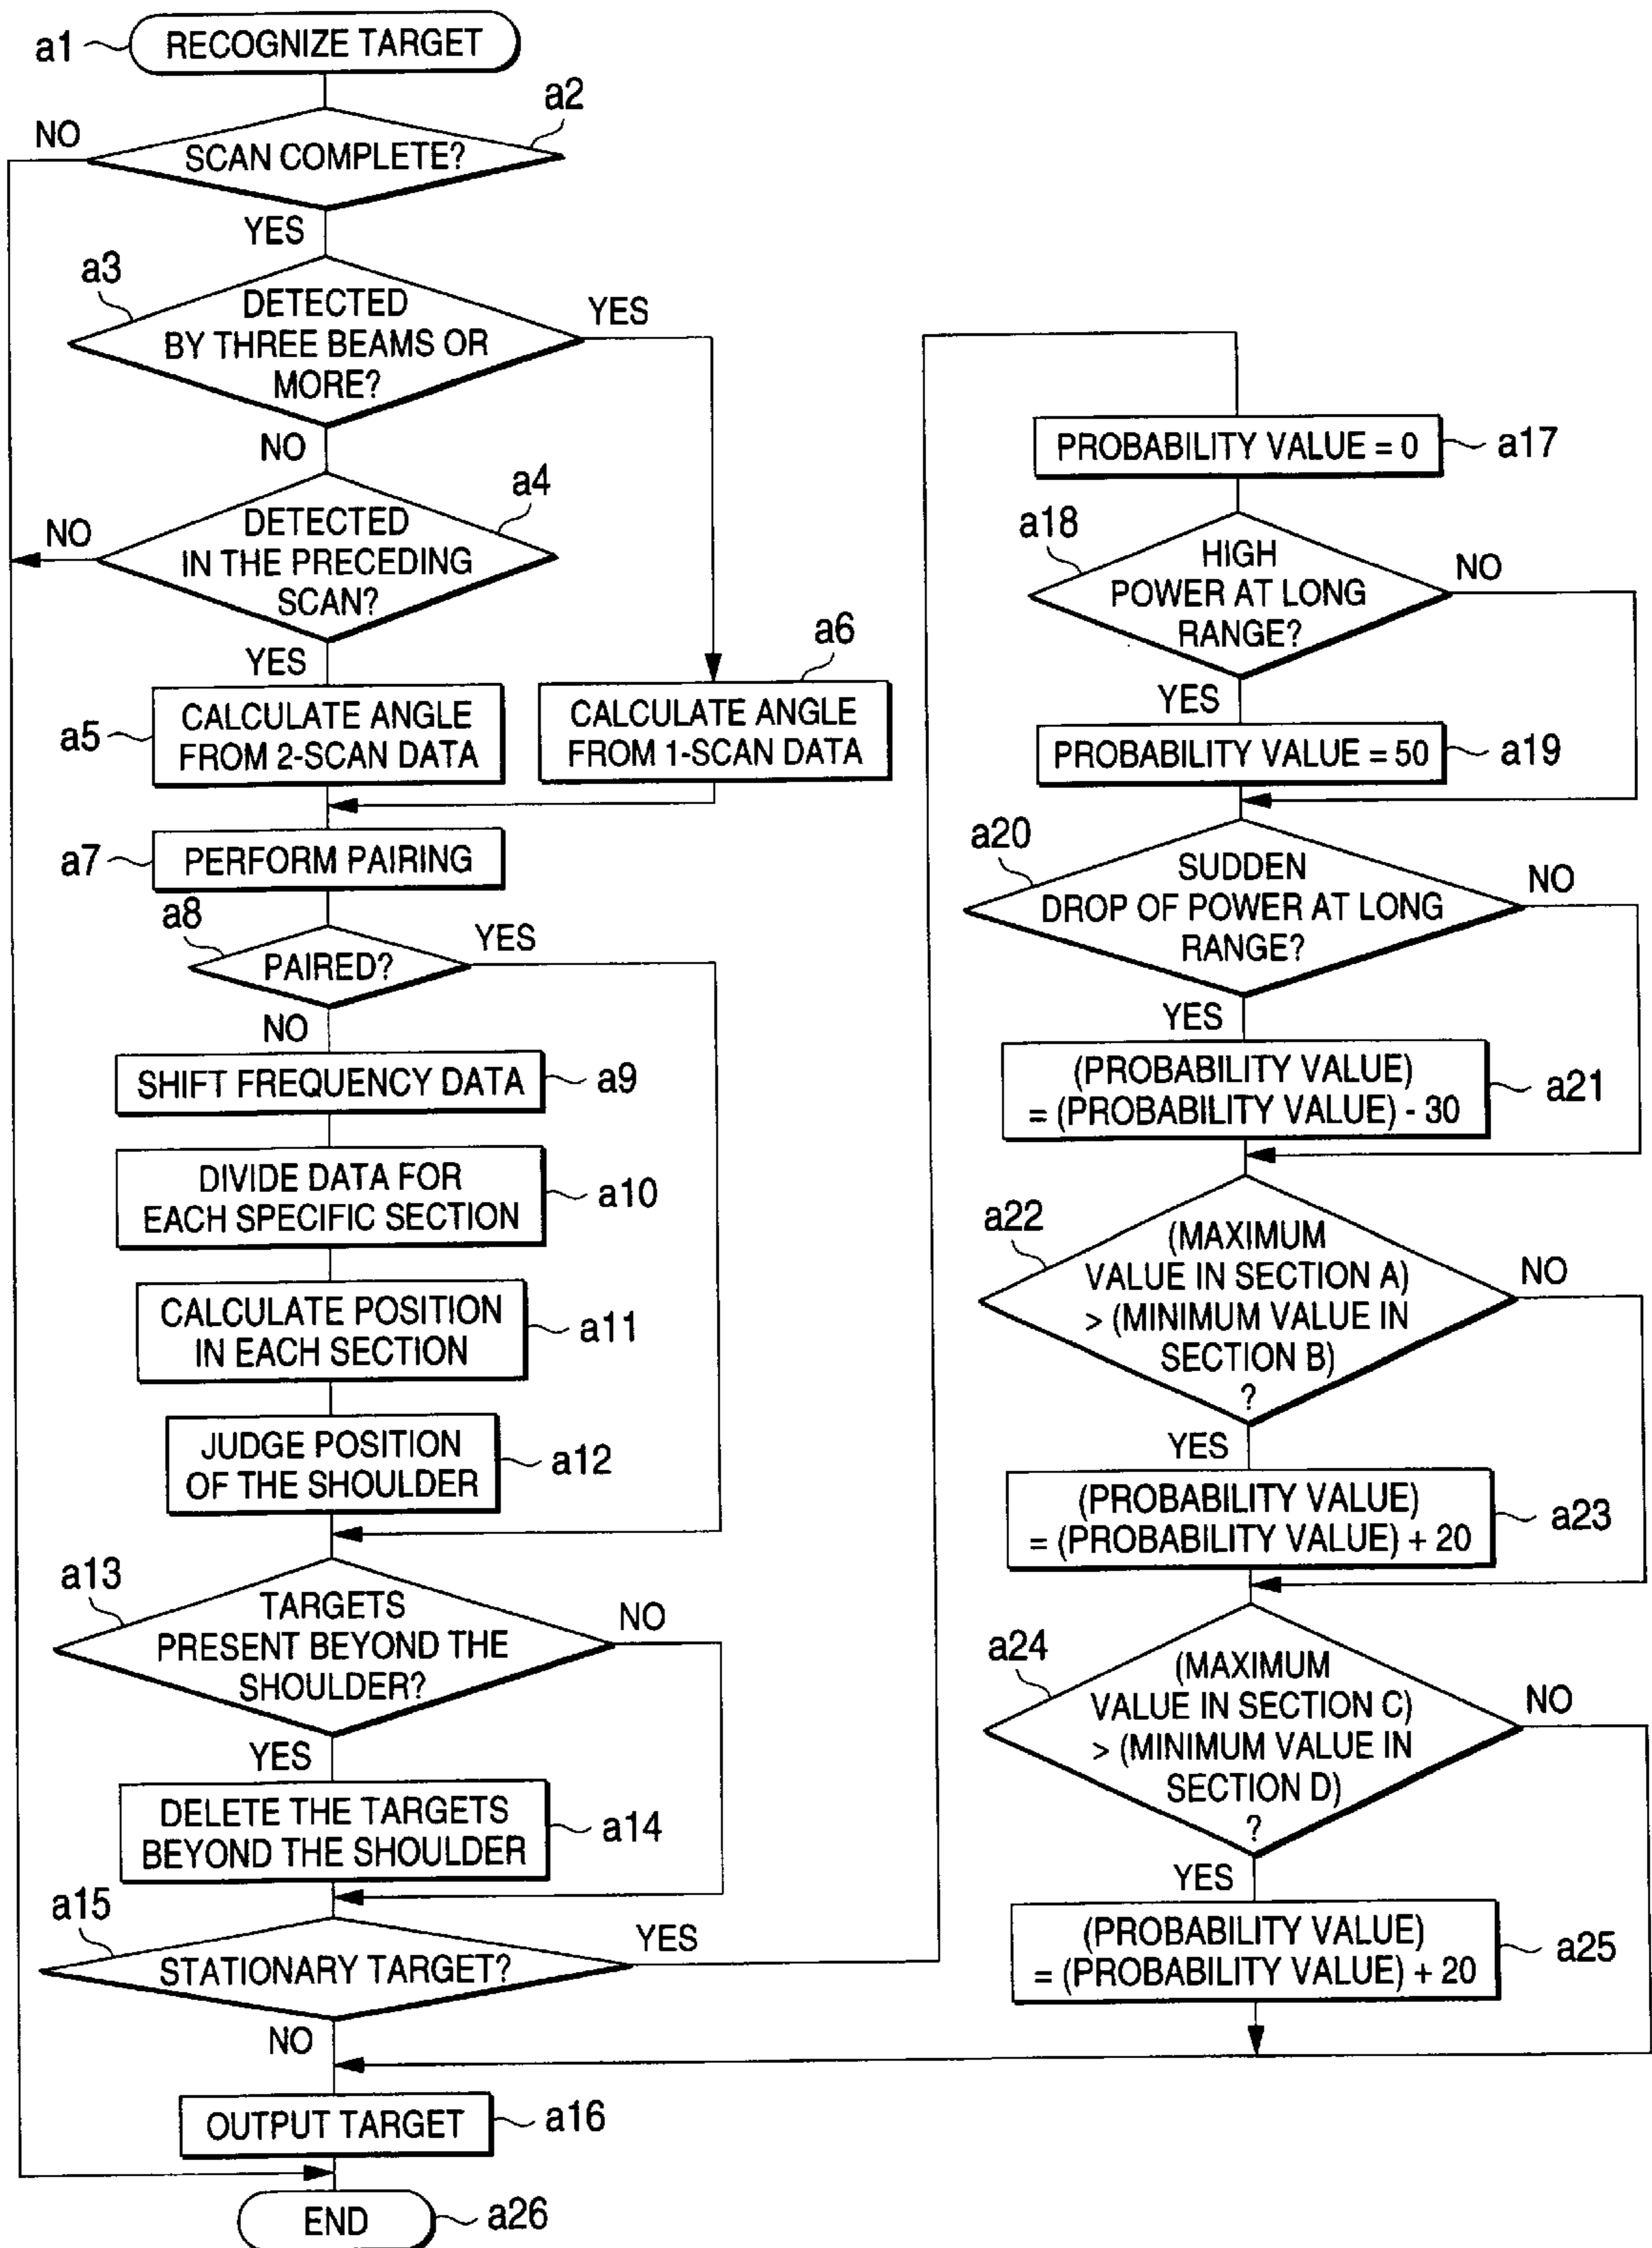 a1
RECOGNIZE TARGET
a2
NO
SCAN COMPLETE?
YES
a3
DETECTED
BY THREE BEAMS OR
MORE?
YES
NO
a4
NO
DETECTED
IN THE PRECEDING
SCAN?
YES
a6
a5
CALCULATE ANGLE
FROM 2-SCAN DATA
CALCULATE ANGLE
FROM 1-SCAN DATA
a7
PERFORM PAIRING
a8
PAIRED?
YES
NO
SHIFT FREQUENCY DATA
a9
DIVIDE DATA FOR
EACH SPECIFIC SECTION
a10
CALCULATE POSITION
IN EACH SECTION
a11
JUDGE POSITION
OF THE SHOULDER
a12
a13
TARGETS
PRESENT BEYOND THE
SHOULDER?
NO
YES
DELETE THE TARGETS
BEYOND THE SHOULDER
a14
a15
STATIONARY TARGET?
YES
NO
OUTPUT TARGET
a16
END
a26
PROBABILITY VALUE = 0
a17
a18
HIGH
POWER AT LONG
RANGE?
NO
YES
PROBABILITY VALUE = 50
a19
a20
SUDDEN
DROP OF POWER AT LONG
RANGE?
NO
YES
(PROBABILITY VALUE)
= (PROBABILITY VALUE) - 30
a21
a22
(MAXIMUM
VALUE IN SECTION A)
> (MINIMUM VALUE IN
SECTION B)
?
NO
YES
(PROBABILITY VALUE)
= (PROBABILITY VALUE) + 20
a23
a24
(MAXIMUM
VALUE IN SECTION C)
> (MINIMUM VALUE IN
SECTION D)
?
NO
YES
(PROBABILITY VALUE)
= (PROBABILITY VALUE) + 20
a25